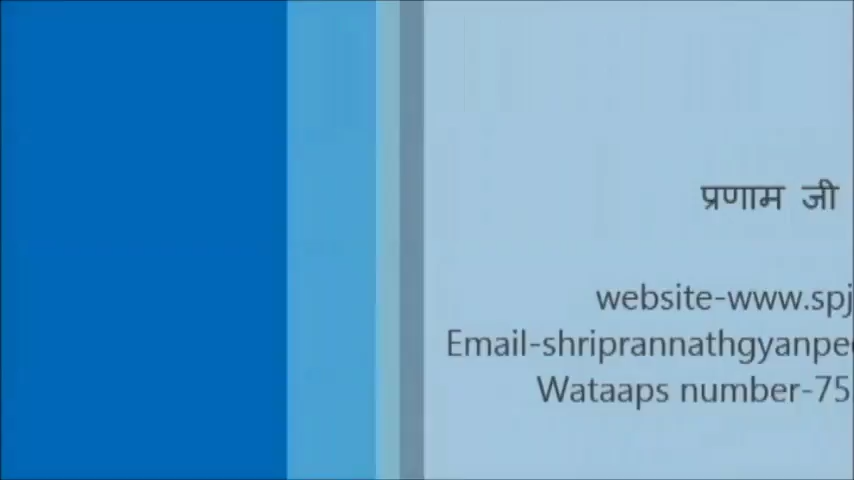 प्रणाम जी
website-www.spj
Email-shriprannathgyanpe
Wataaps number-75